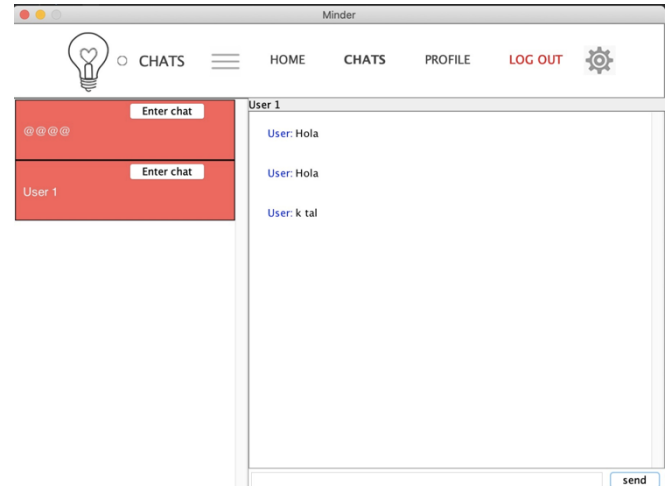 Minder
CHATS HOME CHATS PROFILE LOG OUT
Enter chat
@@@@
Enter chat
User 1
User 1
User: Hola
User: Hola
User: k tal
send